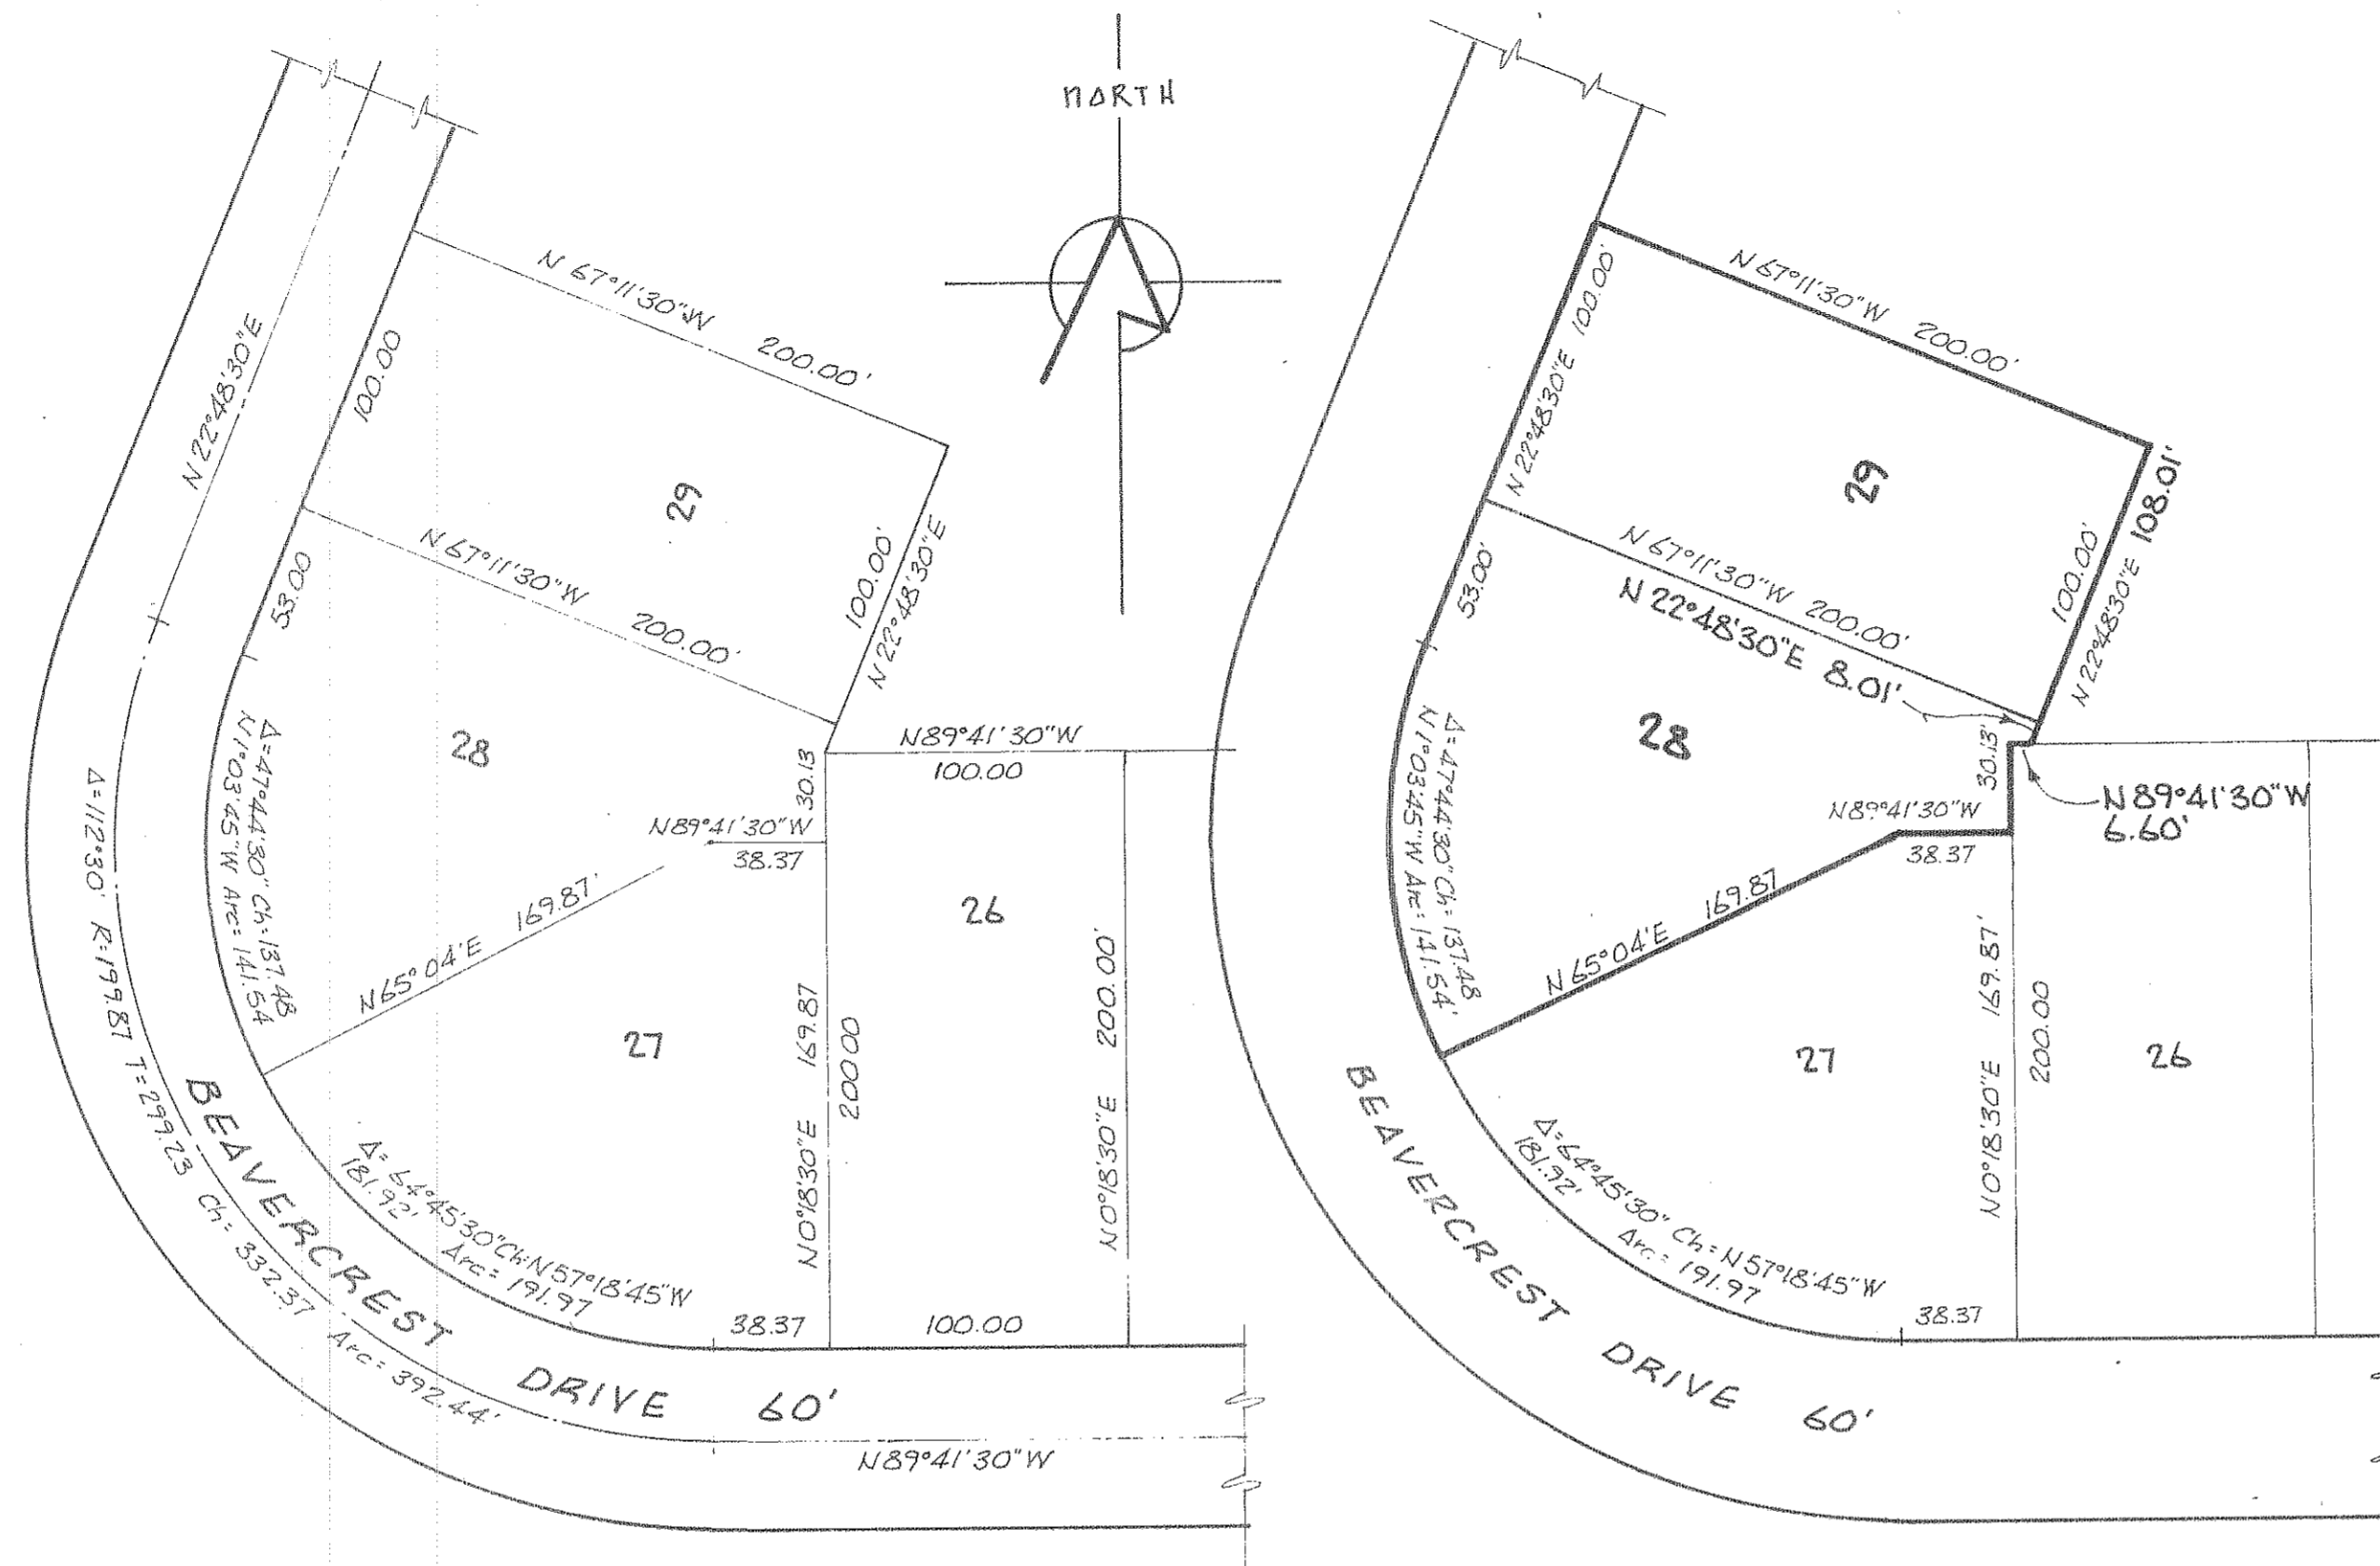 NORTH
N 22°48'30"E
100.00
N 67°11'30"W 200.00'
29
100.00'
N 22°48'30"E
53.00
N 67°11'30"W 200.00'
28
Δ=47°44'30" Ch=137.48
N 1°03'45"W Arc=141.54
30.13
N89°41'30"W
100.00
N89°41'30"W
38.37
N65°04'E 169.87'
27
26
N0°18'30"E 169.87
200.00
N0°18'30"E 200.00'
Δ=112°30' R=199.87 T=299.23 Ch=332.37 Arc=392.44'
Δ=64°45'30" Ch=N57°18'45"W
181.92'
Arc=191.97
38.37
100.00
BEAVERCREST DRIVE 60'
N89°41'30"W
N 22°48'30"E 100.00'
N 67°11'30"W 200.00'
29
100.00'
N 22°48'30"E 108.01'
53.00'
N 67°11'30"W 200.00'
N 22°48'30"E 8.01'
28
Δ=47°44'30" Ch=137.48
N 1°03'45"W Arc=141.54'
30.13'
N89°41'30"W
6.60'
N89°41'30"W
38.37
N 65°04'E 169.87
27
26
N0°18'30"E 169.87'
200.00
Δ=64°45'30" Ch=N57°18'45"W
181.92'
Arc=191.97
38.37
BEAVERCREST DRIVE 60'